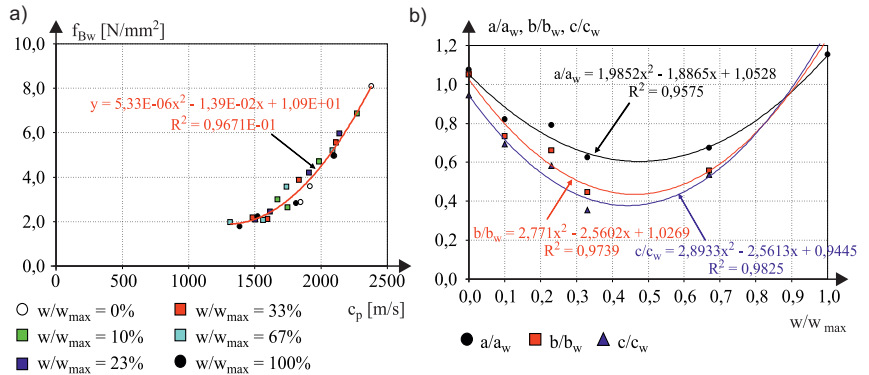 a)
f_Bw [N/mm²]
10,0
8,0
6,0
4,0
2,0
0,0
y = 5,33E-06x² - 1,39E-02x + 1,09E+01
R² = 0,9671E-01
0 500 1000 1500 2000 2500
c_p [m/s]
w/w_max = 0%
w/w_max = 10%
w/w_max = 23%
w/w_max = 33%
w/w_max = 67%
w/w_max = 100%
b)
a/a_w, b/b_w, c/c_w
1,2
1,0
0,8
0,6
0,4
0,2
0,0
a/a_w = 1,9852x² - 1,8865x + 1,0528
R² = 0,9575
b/b_w = 2,771x² - 2,5602x + 1,0269
R² = 0,9739
c/c_w = 2,8933x² - 2,5613x + 0,9445
R² = 0,9825
0,0 0,1 0,2 0,3 0,4 0,5 0,6 0,7 0,8 0,9 1,0
w/w_max
a/a_w b/b_w c/c_w